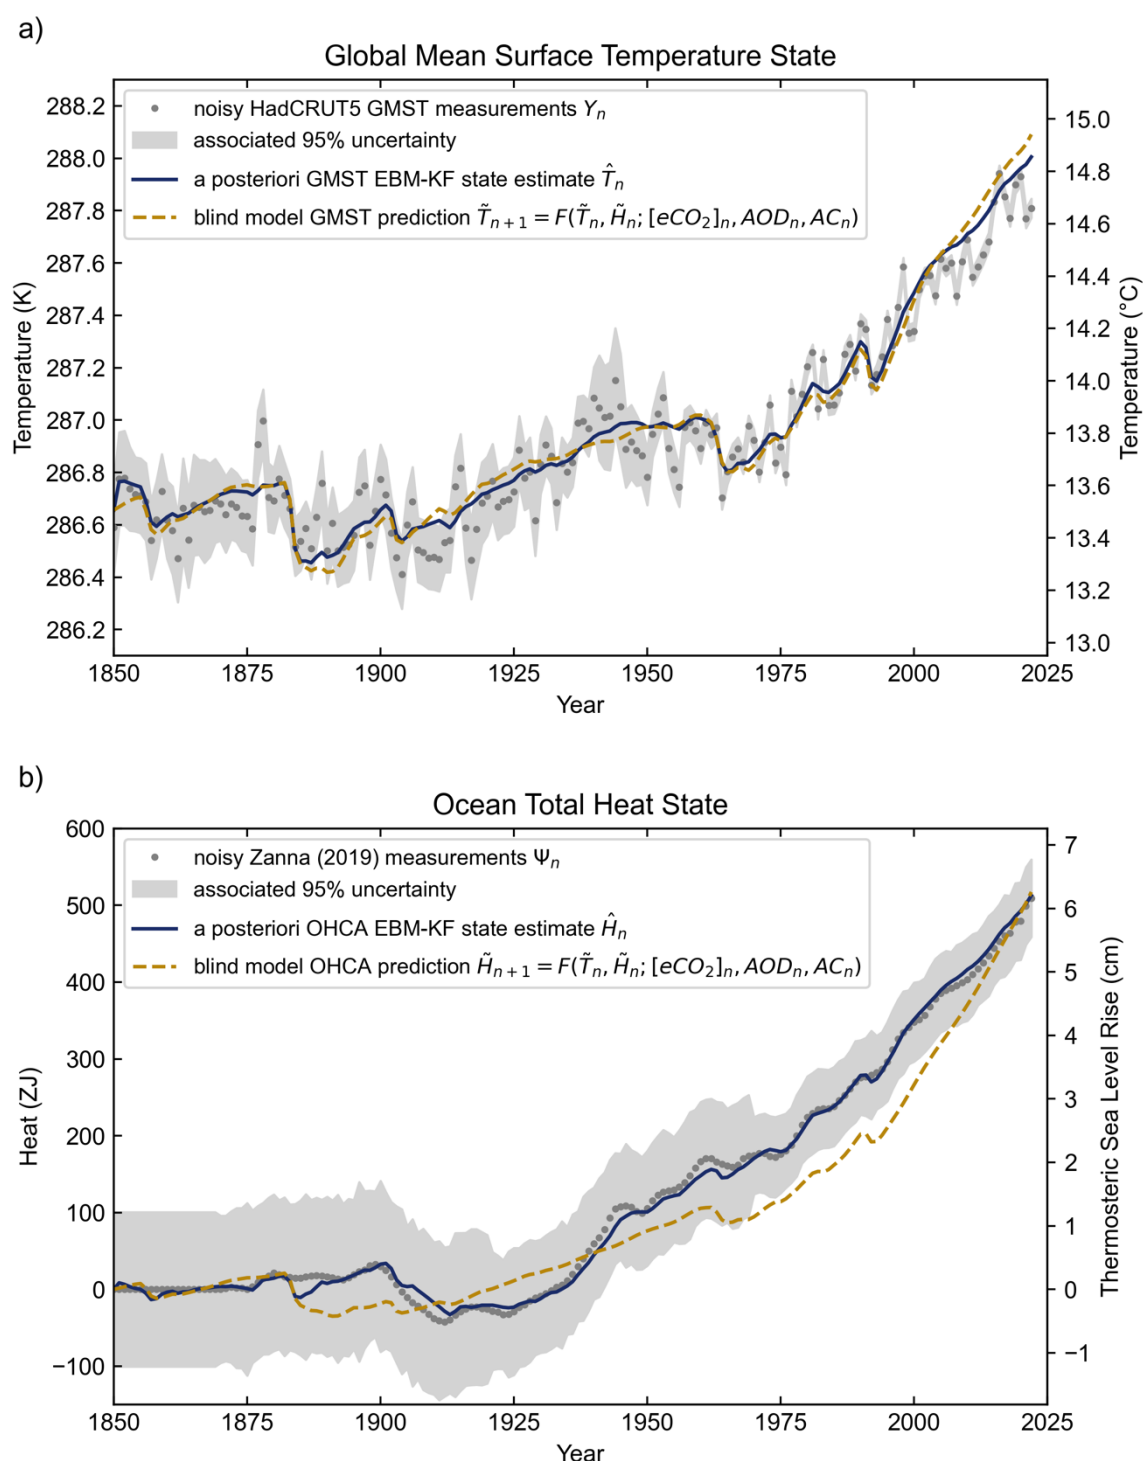 a)
Global Mean Surface Temperature State
noisy HadCRUT5 GMST measurements Yₙ
associated 95% uncertainty
a posteriori GMST EBM-KF state estimate T̂ₙ
blind model GMST prediction T̃ₙ₊₁ = F(T̃ₙ, H̃ₙ; [eCO₂]ₙ, AODₙ, ACₙ)
288.2
288.0
287.8
287.6
287.4
287.2
287.0
286.8
286.6
286.4
286.2
Temperature (K)
15.0
14.8
14.6
14.4
14.2
14.0
13.8
13.6
13.4
13.2
13.0
Temperature (°C)
1850 1875 1900 1925 1950 1975 2000 2025
Year
b)
Ocean Total Heat State
noisy Zanna (2019) measurements Ψₙ
associated 95% uncertainty
a posteriori OHCA EBM-KF state estimate Ĥₙ
blind model OHCA prediction H̃ₙ₊₁ = F(T̃ₙ, H̃ₙ; [eCO₂]ₙ, AODₙ, ACₙ)
600
500
400
300
200
100
0
−100
Heat (ZJ)
7
6
5
4
3
2
1
0
−1
Thermosteric Sea Level Rise (cm)
1850 1875 1900 1925 1950 1975 2000 2025
Year